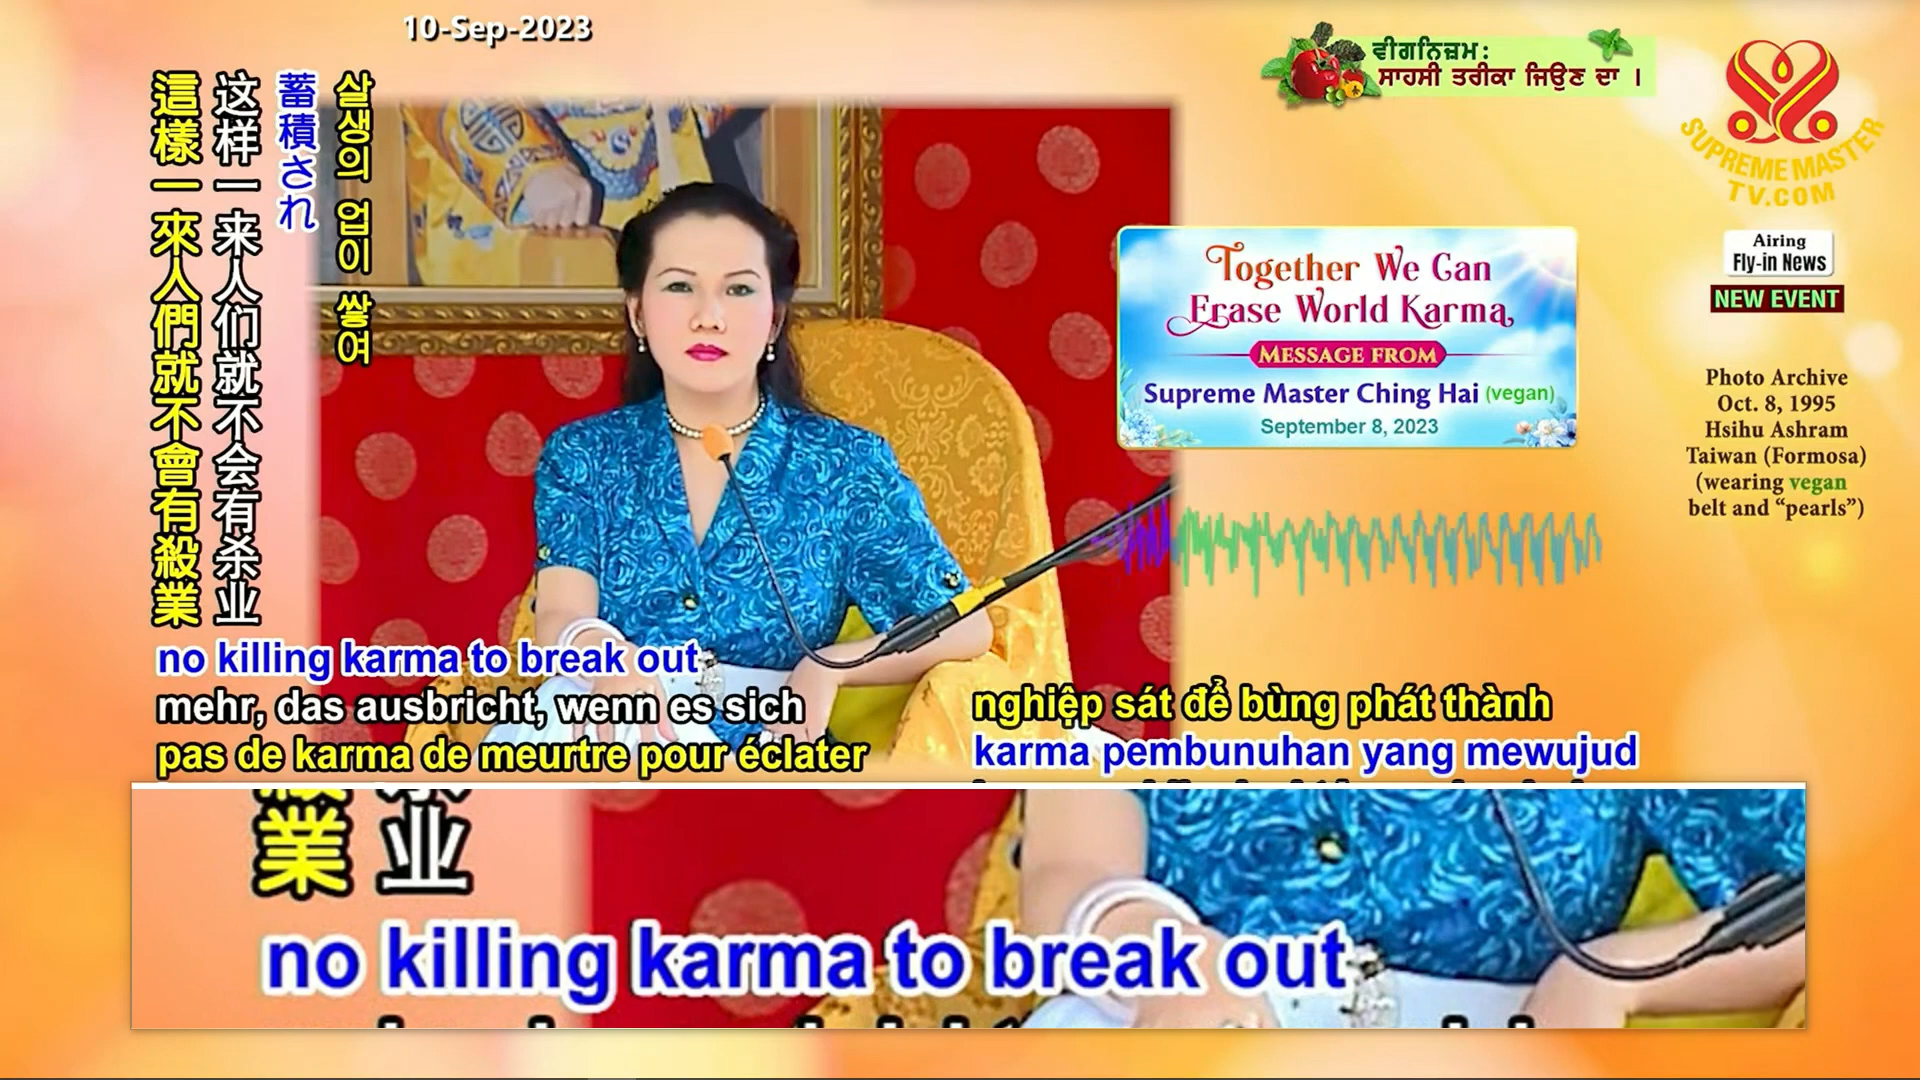 10-Sep-2023
ਵੀਗਨਿਜ਼ਮ:
ਸਾਹਸੀ ਤਰੀਕਾ ਜਿਉਣ ਦਾ ।
SUPREME MASTER
TV.COM
Airing
Fly-in News
NEW EVENT
Photo Archive
Oct. 8, 1995
Hsihu Ashram
Taiwan (Formosa)
(wearing vegan
belt and “pearls”)
Together We Can
Erase World Karma,
MESSAGE FROM
Supreme Master Ching Hai (vegan)
September 8, 2023
這樣一來人們就不會有殺業
这样一来人们就不会有杀业
蓄積され
살생의 업이 쌓여
no killing karma to break out
mehr, das ausbricht, wenn es sich
pas de karma de meurtre pour éclater
nghiệp sát để bùng phát thành
karma pembunuhan yang mewujud
業
业
no killing karma to break out